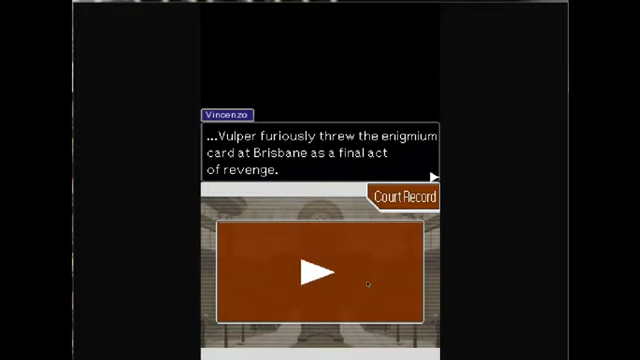 Vincenzo
...Vulper furiously threw the enigmium
card at Brisbane as a final act
of revenge.
Court Record